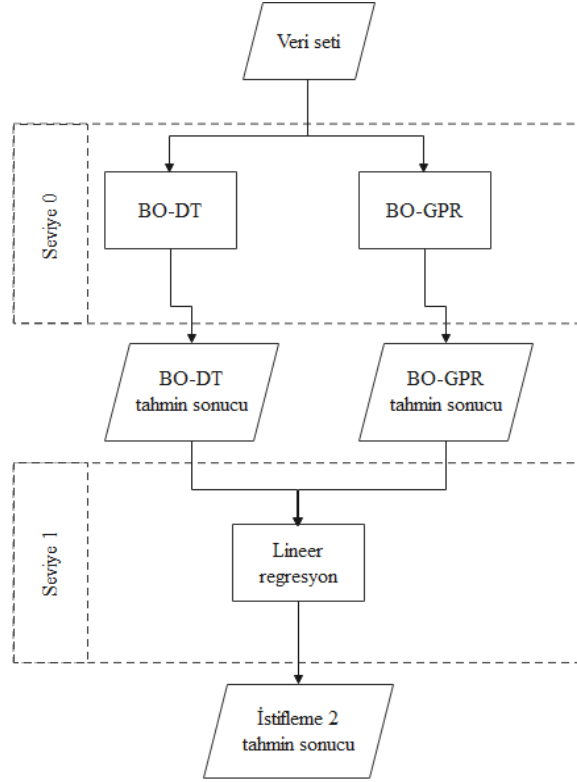 Veri seti
Seviye 0
BO-DT
BO-GPR
BO-DT
tahmin sonucu
BO-GPR
tahmin sonucu
Seviye 1
Lineer
regresyon
İstifleme 2
tahmin sonucu